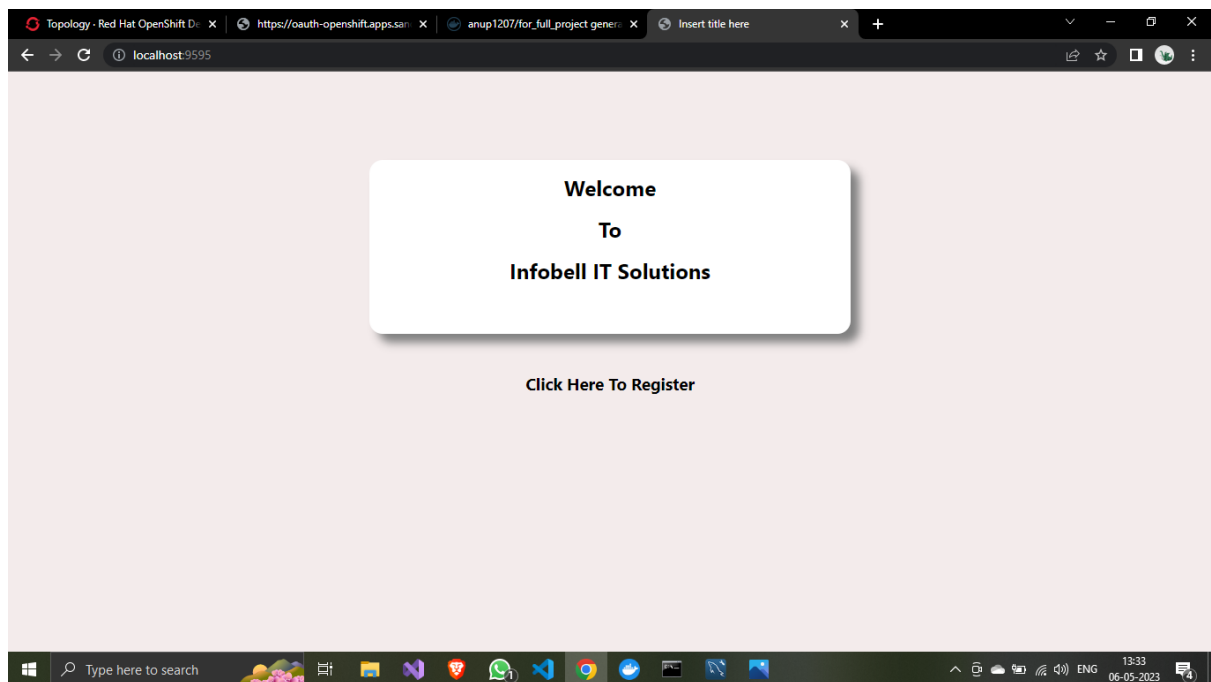 Topology · Red Hat OpenShift De
https://oauth-openshift.apps.san
anup1207/for_full_project genera
Insert title here
localhost:9595
Welcome
To
Infobell IT Solutions
Click Here To Register
Type here to search
ENG
13:33
06-05-2023
4